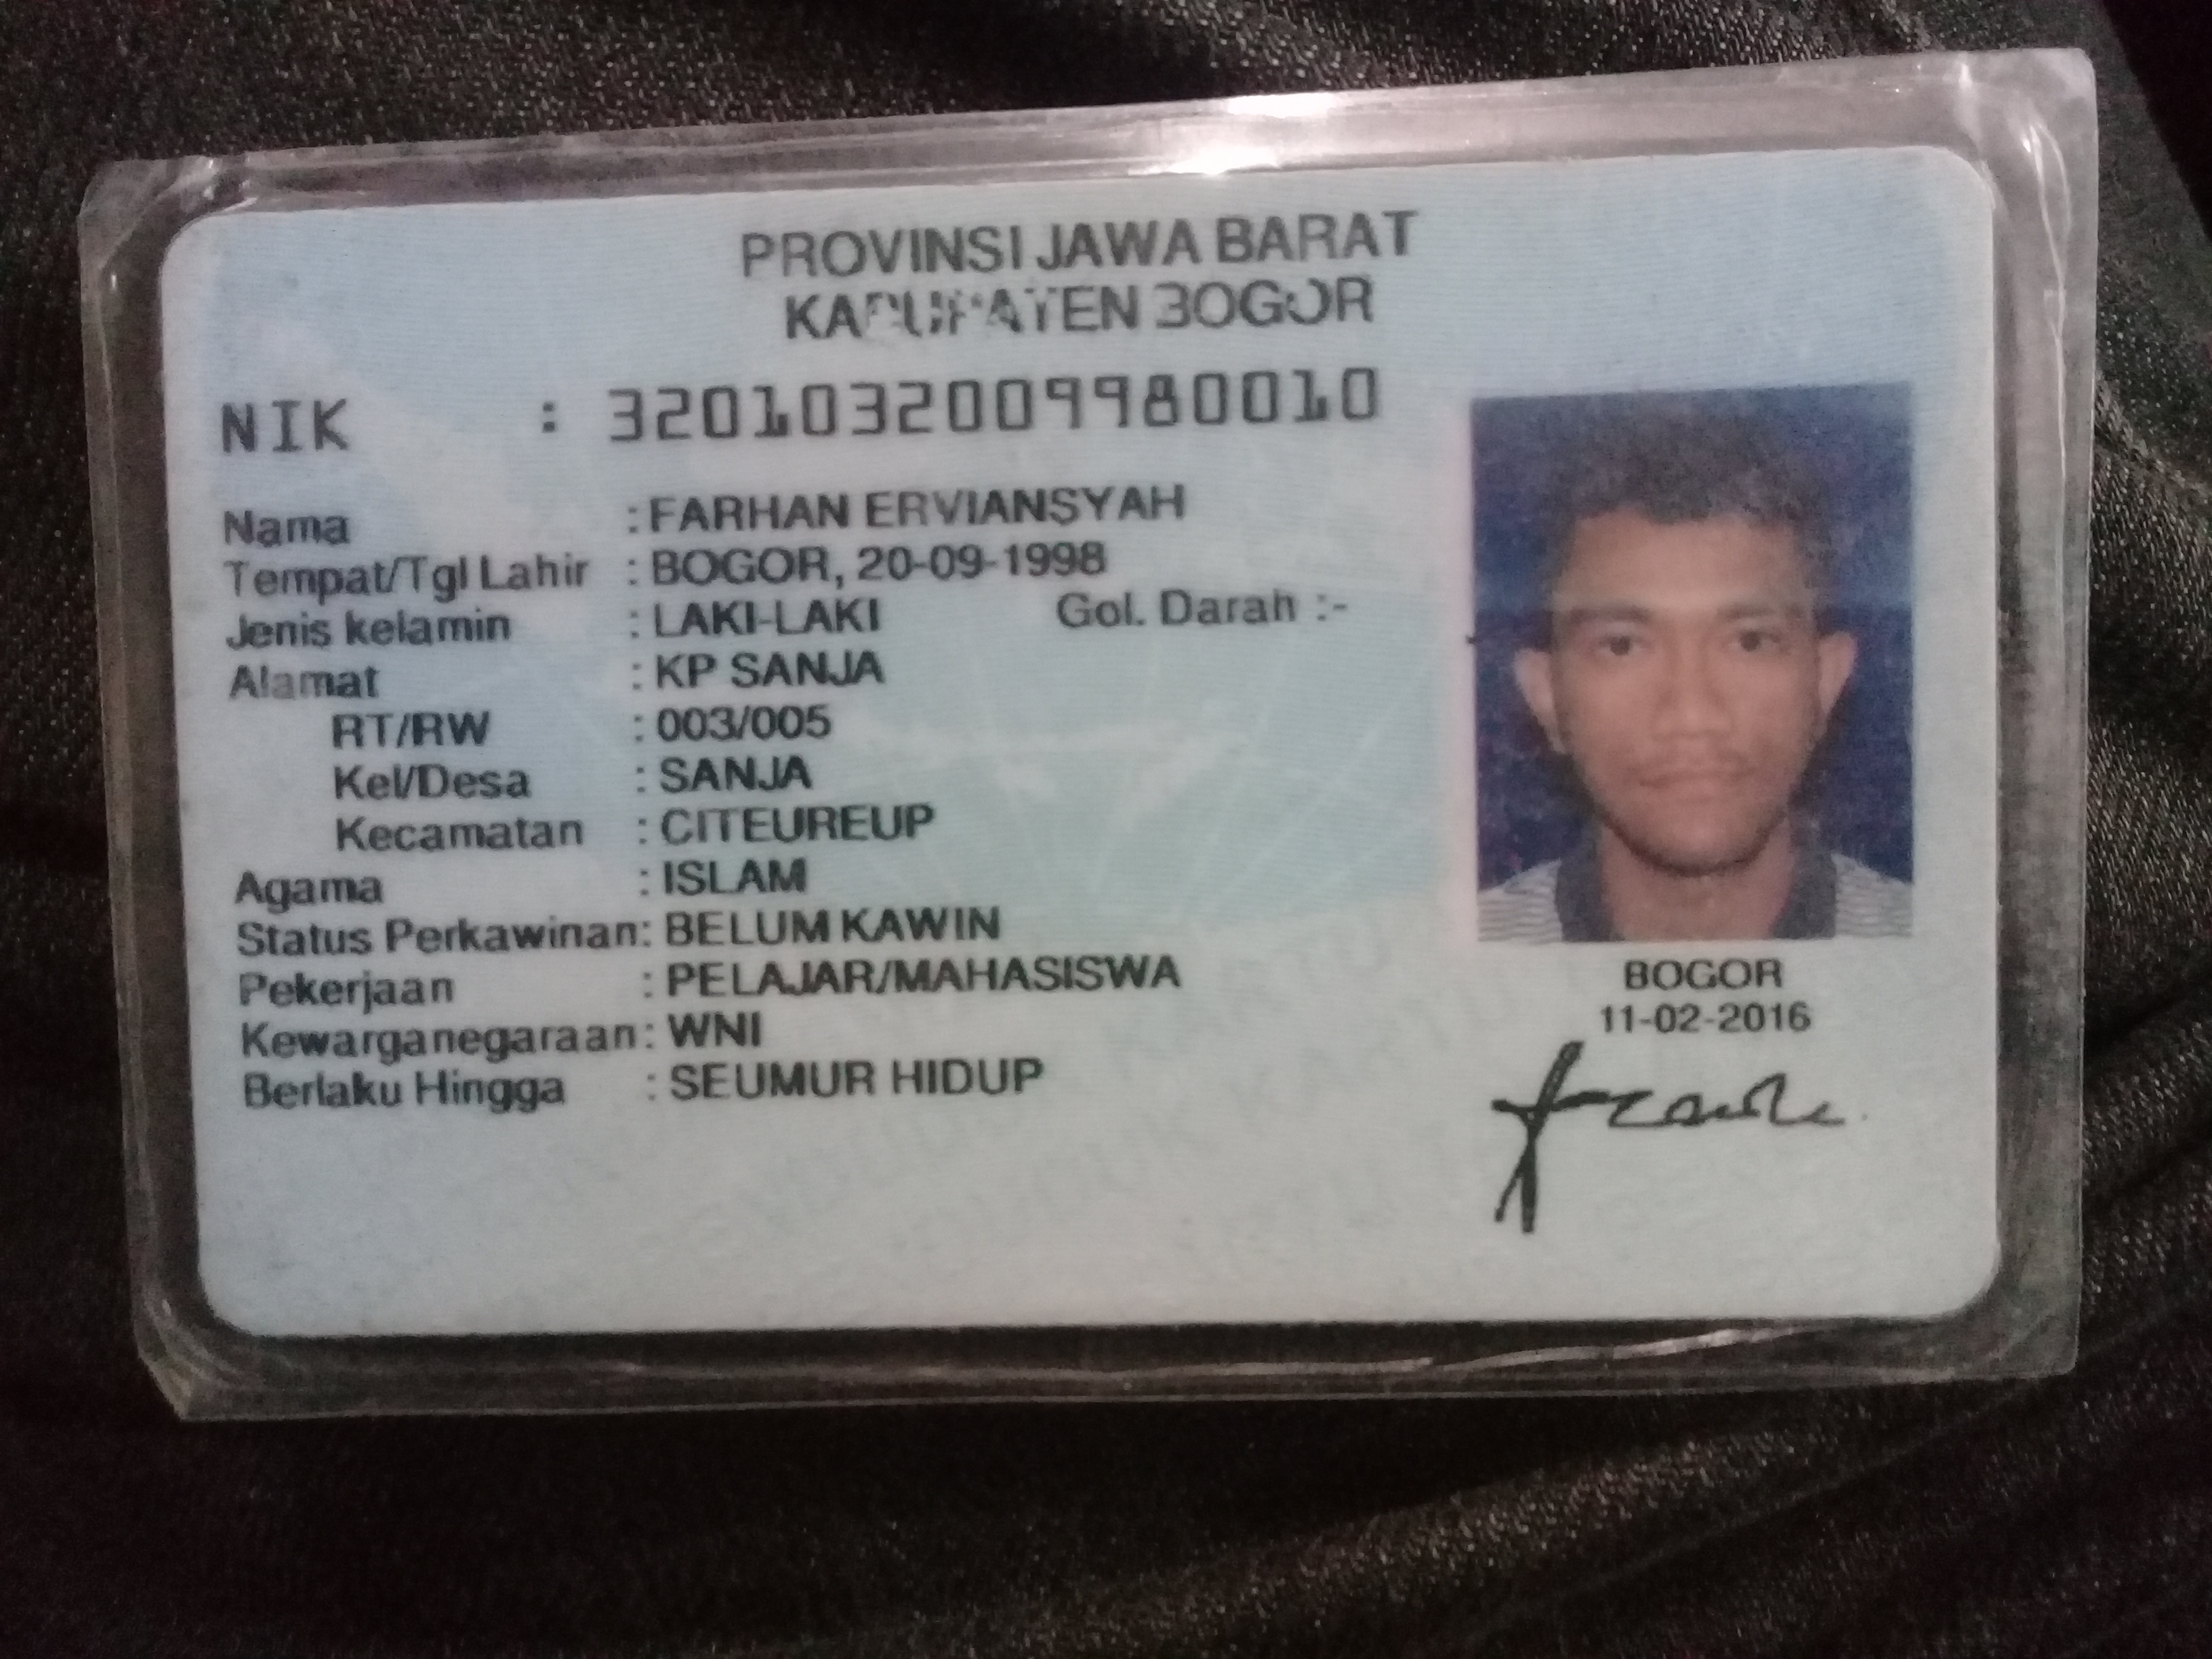 PROVINSI JAWA BARAT
KABUPATEN BOGOR
NIK : 3201032009980010
Nama : FARHAN ERVIANSYAH
Tempat/Tgl Lahir : BOGOR, 20-09-1998
Jenis kelamin : LAKI-LAKI Gol. Darah : -
Alamat : KP SANJA
RT/RW : 003/005
Kel/Desa : SANJA
Kecamatan : CITEUREUP
Agama : ISLAM
Status Perkawinan: BELUM KAWIN
Pekerjaan : PELAJAR/MAHASISWA
Kewarganegaraan: WNI
Berlaku Hingga : SEUMUR HIDUP
BOGOR
11-02-2016